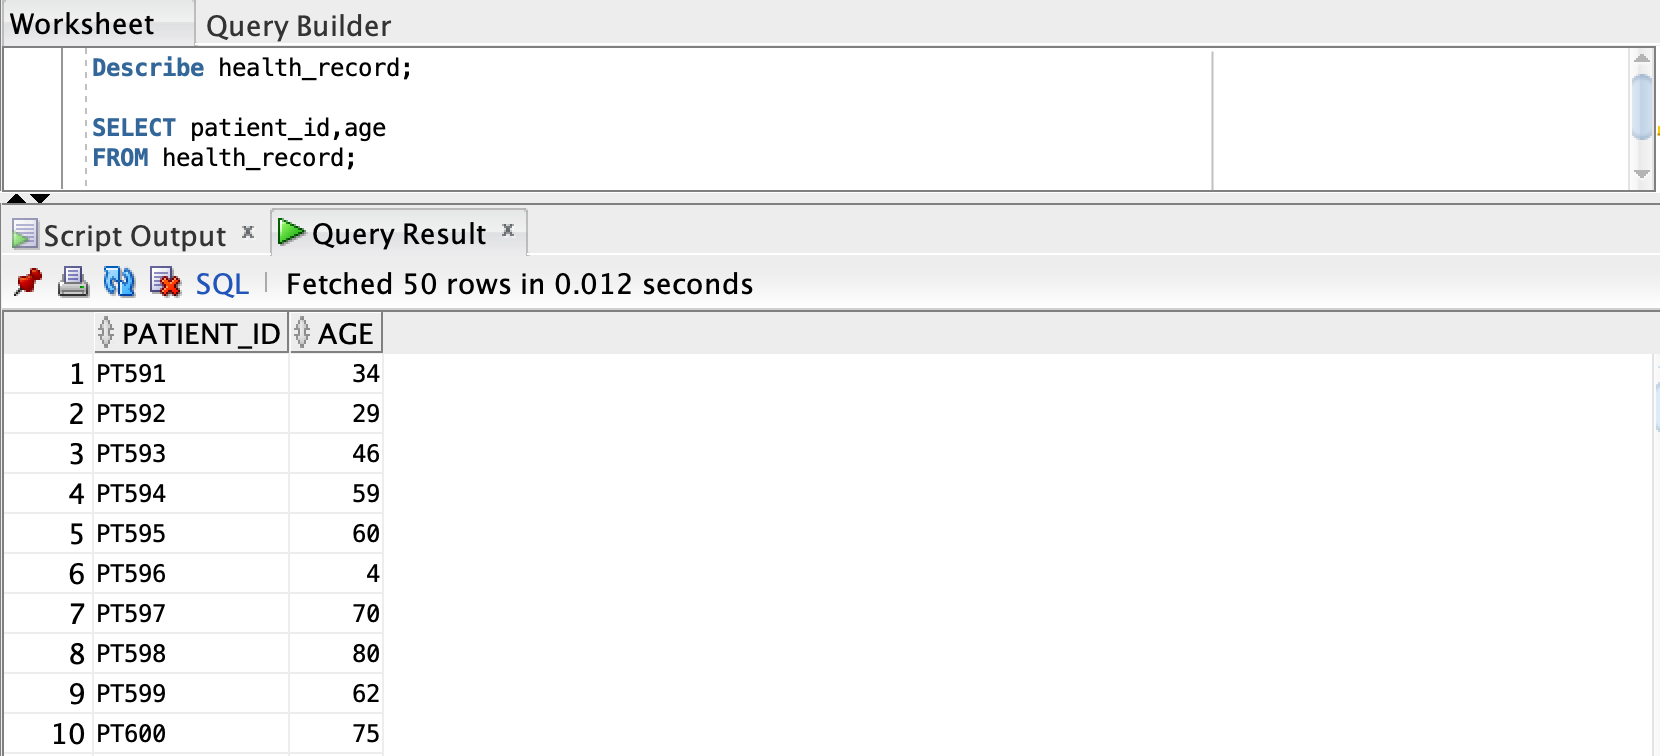 Worksheet Query Builder
Describe health_record;
SELECT patient_id,age
FROM health_record;
Script Output x Query Result x
SQL | Fetched 50 rows in 0.012 seconds
PATIENT_ID AGE
1 PT591 34
2 PT592 29
3 PT593 46
4 PT594 59
5 PT595 60
6 PT596 4
7 PT597 70
8 PT598 80
9 PT599 62
10 PT600 75